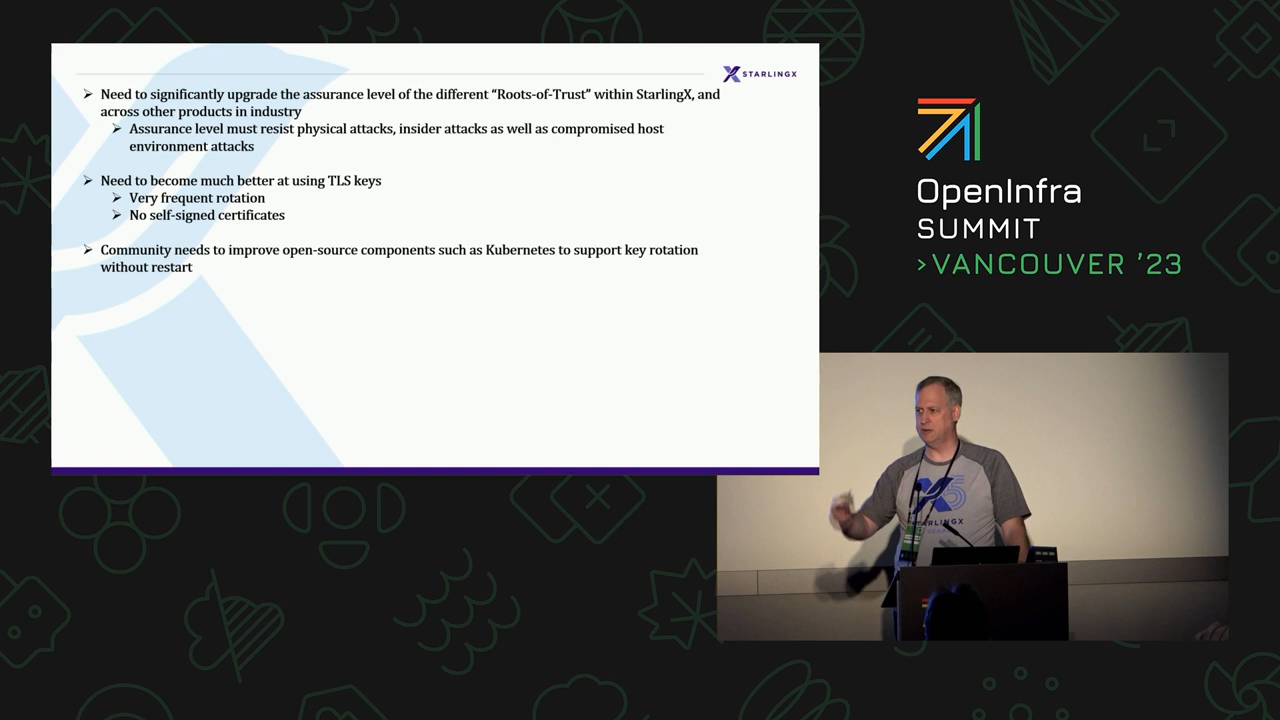 STARLINGX
➢ Need to significantly upgrade the assurance level of the different “Roots-of-Trust” within StarlingX, and
across other products in industry
➢ Assurance level must resist physical attacks, insider attacks as well as compromised host
environment attacks
➢ Need to become much better at using TLS keys
➢ Very frequent rotation
➢ No self-signed certificates
➢ Community needs to improve open-source components such as Kubernetes to support key rotation
without restart
OpenInfra
SUMMIT
>VANCOUVER ’23
STARLINGX